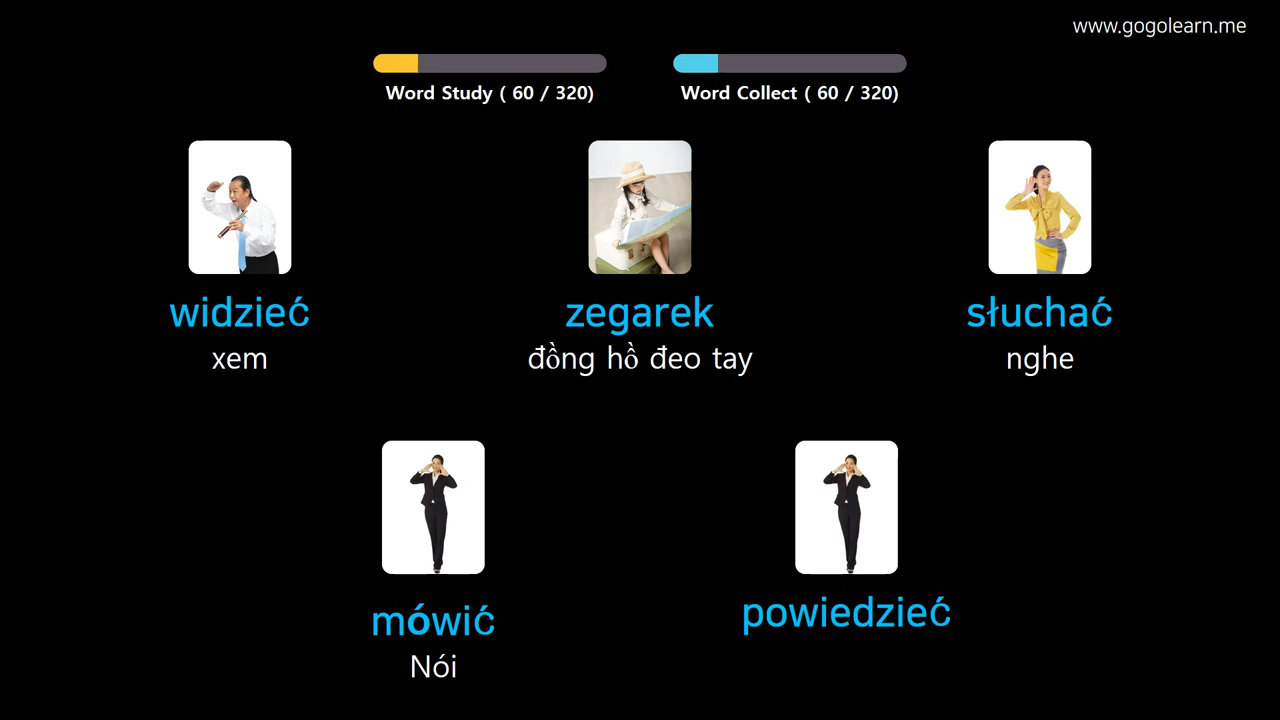 www.gogolearn.me
Word Study ( 60 / 320)
Word Collect ( 60 / 320)
widzieć
xem
zegarek
đồng hồ đeo tay
słuchać
nghe
mówić
Nói
powiedzieć